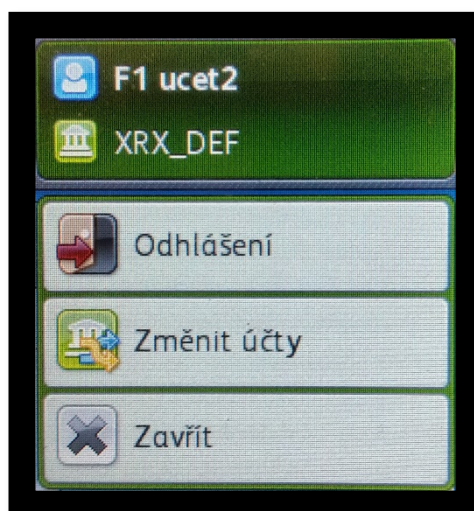 F1 ucet2
XRX_DEF
Odhlášení
Změnit účty
Zavřít